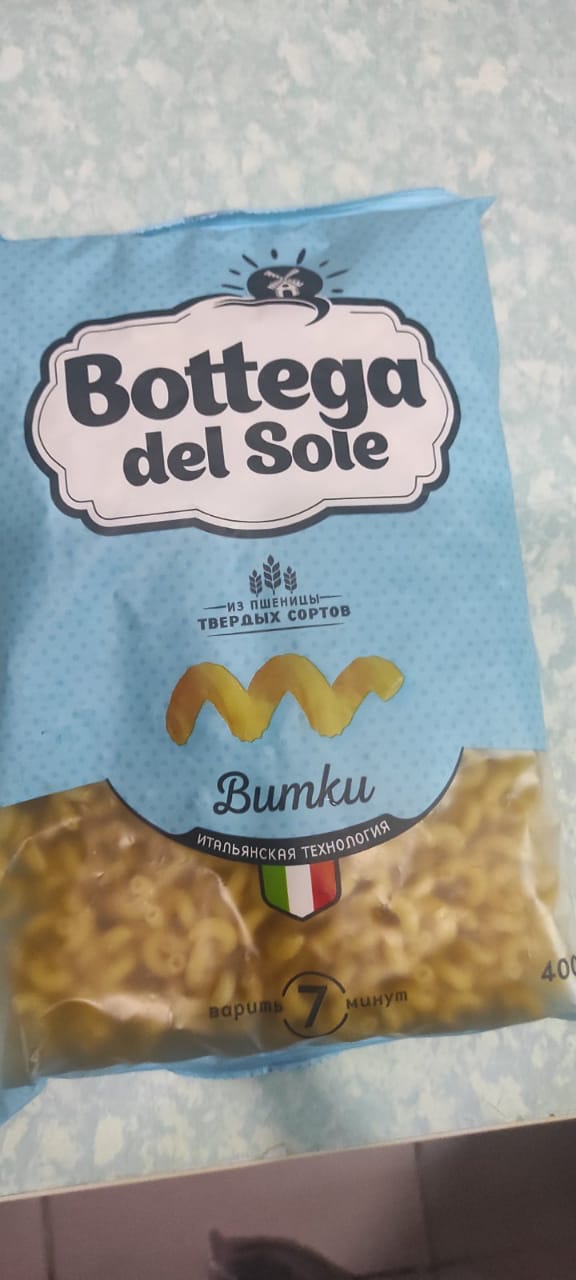 Bottega
del Sole
ИЗ ПШЕНИЦЫ
ТВЕРДЫХ СОРТОВ
Витки
ИТАЛЬЯНСКАЯ ТЕХНОЛОГИЯ
400
варить 7 минут